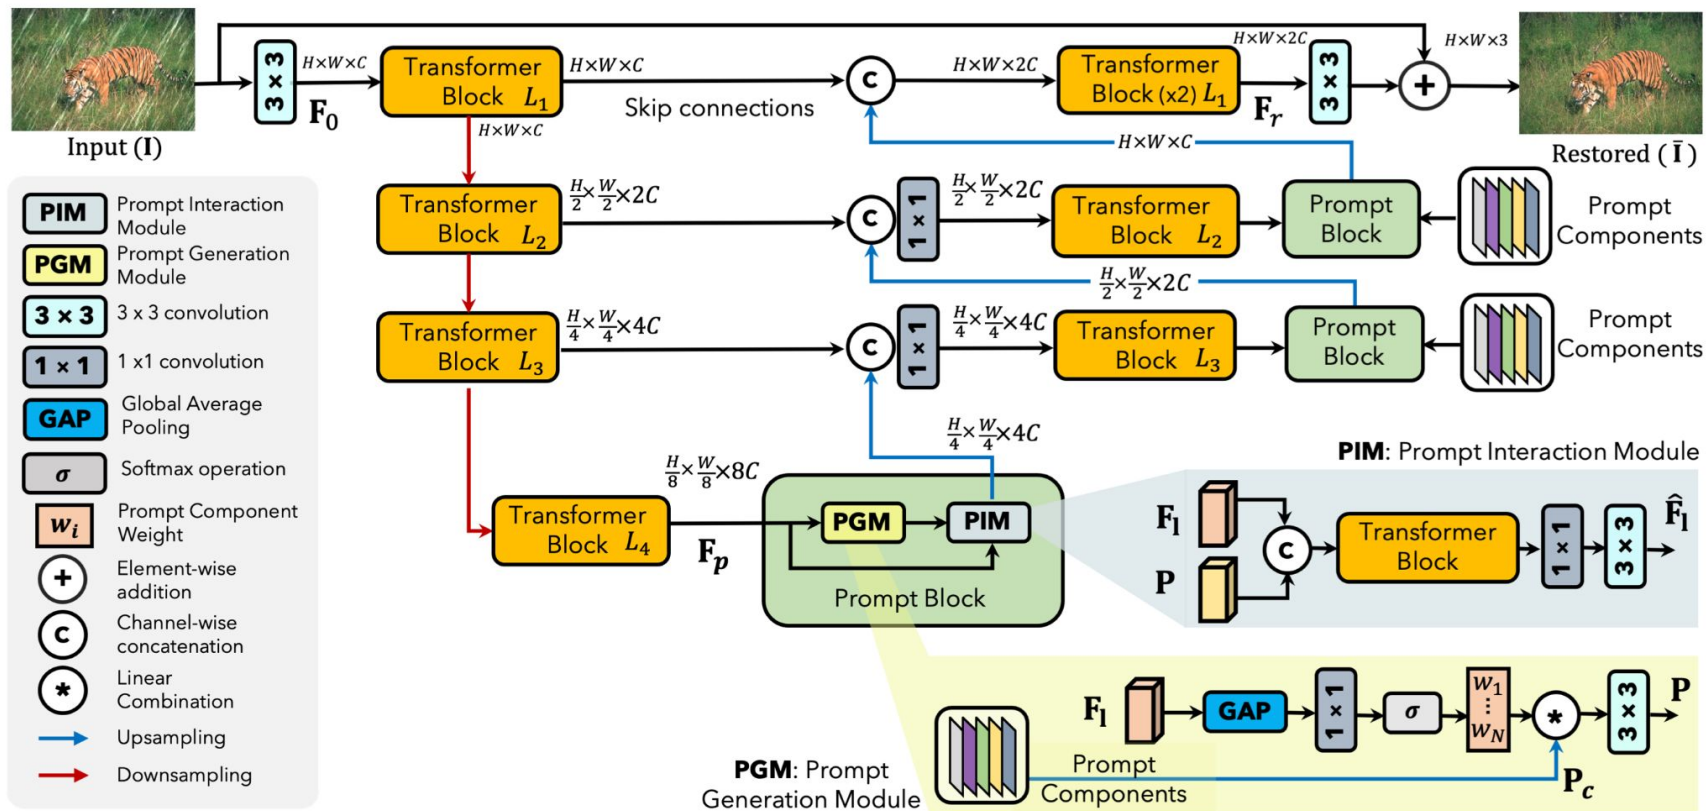 Input (I)
3 × 3
H×W×C
F₀
Transformer
Block L₁
H×W×C
Skip connections
C
H×W×2C
Transformer
Block (x2) L₁
H×W×2C
Fᵣ
3 × 3
+
H×W×3
Restored ( Ī )
H×W×C
H×W×C
Transformer
Block L₂
H/2×W/2×2C
C
1 × 1
H/2×W/2×2C
Transformer
Block L₂
Prompt
Block
Prompt
Components
H/2×W/2×2C
Transformer
Block L₃
H/4×W/4×4C
C
1 × 1
H/4×W/4×4C
Transformer
Block L₃
Prompt
Block
Prompt
Components
H/4×W/4×4C
Transformer
Block L₄
H/8×W/8×8C
Fₚ
PGM
PIM
Prompt Block
PIM
Prompt Interaction
Module
PGM
Prompt Generation
Module
3 × 3
3 x 3 convolution
1 × 1
1 x1 convolution
GAP
Global Average
Pooling
σ
Softmax operation
wᵢ
Prompt Component
Weight
+
Element-wise
addition
C
Channel-wise
concatenation
*
Linear
Combination
Upsampling
Downsampling
PIM: Prompt Interaction Module
Fₗ
P
C
Transformer
Block
1 × 1
3 × 3
F̂ₗ
PGM: Prompt
Generation Module
Fₗ
GAP
1 × 1
σ
w₁
⋮
w_N
*
3 × 3
P
Prompt
Components
P_c